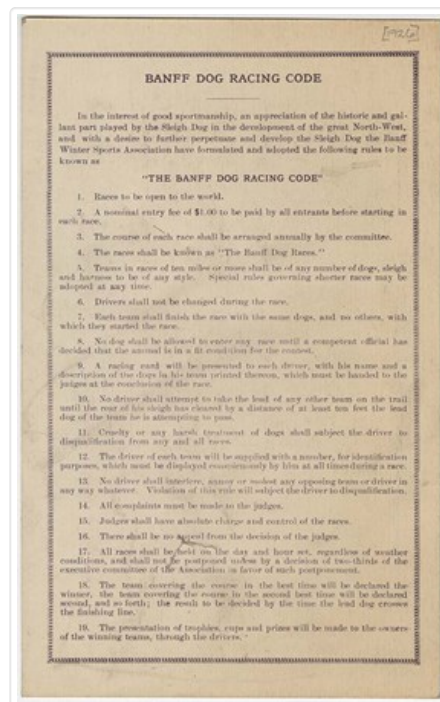 [1926]
BANFF DOG RACING CODE
In the interest of good sportmanship, an appreciation of the historic and gal-
lant part played by the Sleigh Dog in the development of the great North-West,
and with a desire to further perpetuate and develop the Sleigh Dog the Banff
Winter Sports Association have formulated and adopted the following rules to be
known as
"THE BANFF DOG RACING CODE"
1. Races to be open to the world.
2. A nominal entry fee of $1.00 to be paid by all entrants before starting in
each race.
3. The course of each race shall be arranged annually by the committee.
4. The races shall be known as "The Banff Dog Races."
5. Teams in races of ten miles or more shall be of any number of dogs, sleigh
and harness to be of any style. Special rules governing shorter races may be
adopted at any time.
6. Drivers shall not be changed during the race.
7. Each team shall finish the race with the same dogs, and no others, with
which they started the race.
8. No dog shall be allowed to enter any race until a competent official has
decided that the animal is in a fit condition for the contest.
9. A racing card will be presented to each driver, with his name and a
description of the dogs in his team printed thereon, which must be handed to the
judges at the conclusion of the race.
10. No driver shall attempt to take the lead of any other team on the trail
until the rear of his sleigh has cleared by a distance of at least ten feet the lead
dog of the team he is attempting to pass.
11. Cruelty or any harsh treatment of dogs shall subject the driver to
disqualification from any and all races.
12. The driver of each team will be supplied with a number, for identification
purposes, which must be displayed conspicuously by him at all times during a race.
13. No driver shall interfere, annoy or molest any opposing team or driver in
any way whatever. Violation of this rule will subject the driver to disqualification.
14. All complaints must be made to the judges.
15. Judges shall have absolute charge and control of the races.
16. There shall be no appeal from the decision of the judges.
17. All races shall be held on the day and hour set, regardless of weather
conditions, and shall not be postponed unless by a decision of two-thirds of the
executive committee of the Association in favor of such postponement.
18. The team covering the course in the best time will be declared the
winner, the team covering the course in the second best time will be declared
second, and so forth; the result to be decided by the time the lead dog crosses
the finishing line.
19. The presentation of trophies, cups and prizes will be made to the owners
of the winning teams, through the drivers.